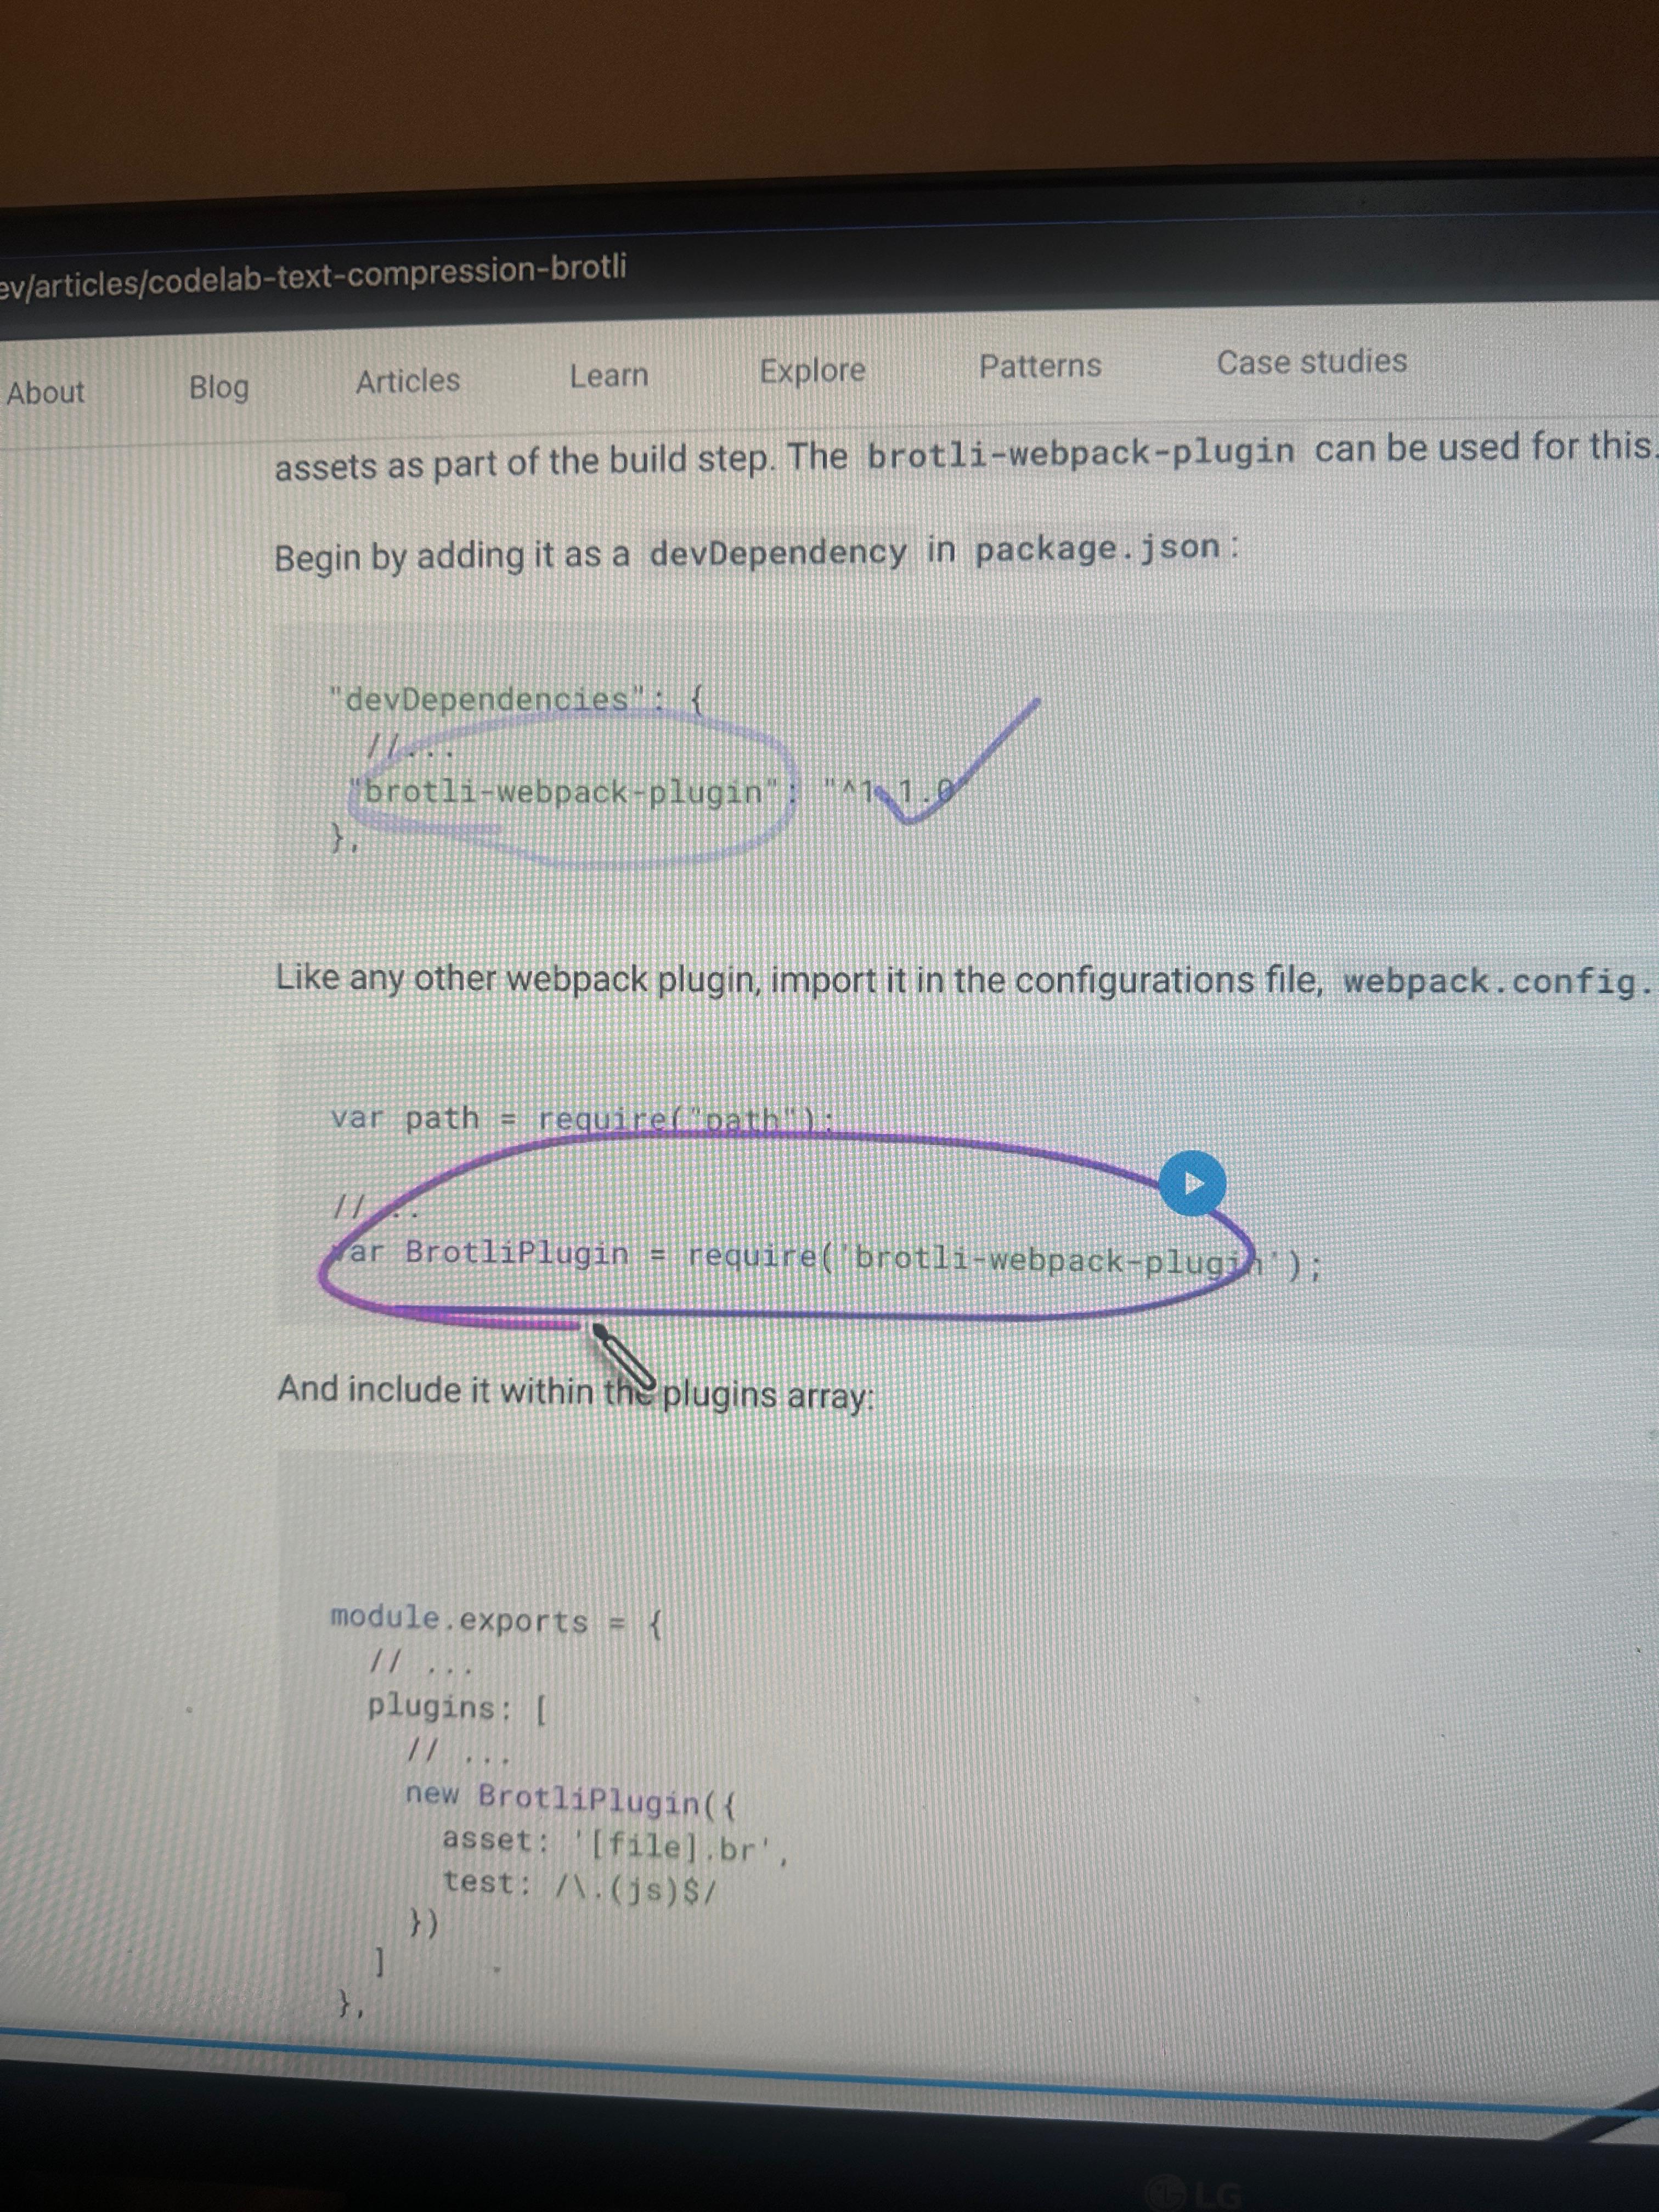 ev/articles/codelab-text-compression-brotli
About Blog Articles Learn Explore Patterns Case studies
assets as part of the build step. The brotli-webpack-plugin can be used for this.
Begin by adding it as a devDependency in package.json:
"devDependencies": {
//...
"brotli-webpack-plugin": "^1.1.0"
},
Like any other webpack plugin, import it in the configurations file, webpack.config.
var path = require("path");
// ...
var BrotliPlugin = require('brotli-webpack-plugin');
And include it within the plugins array:
module.exports = {
// ...
plugins: [
// ...
new BrotliPlugin({
asset: '[file].br',
test: /\.(js)$/
})
]
},
LG